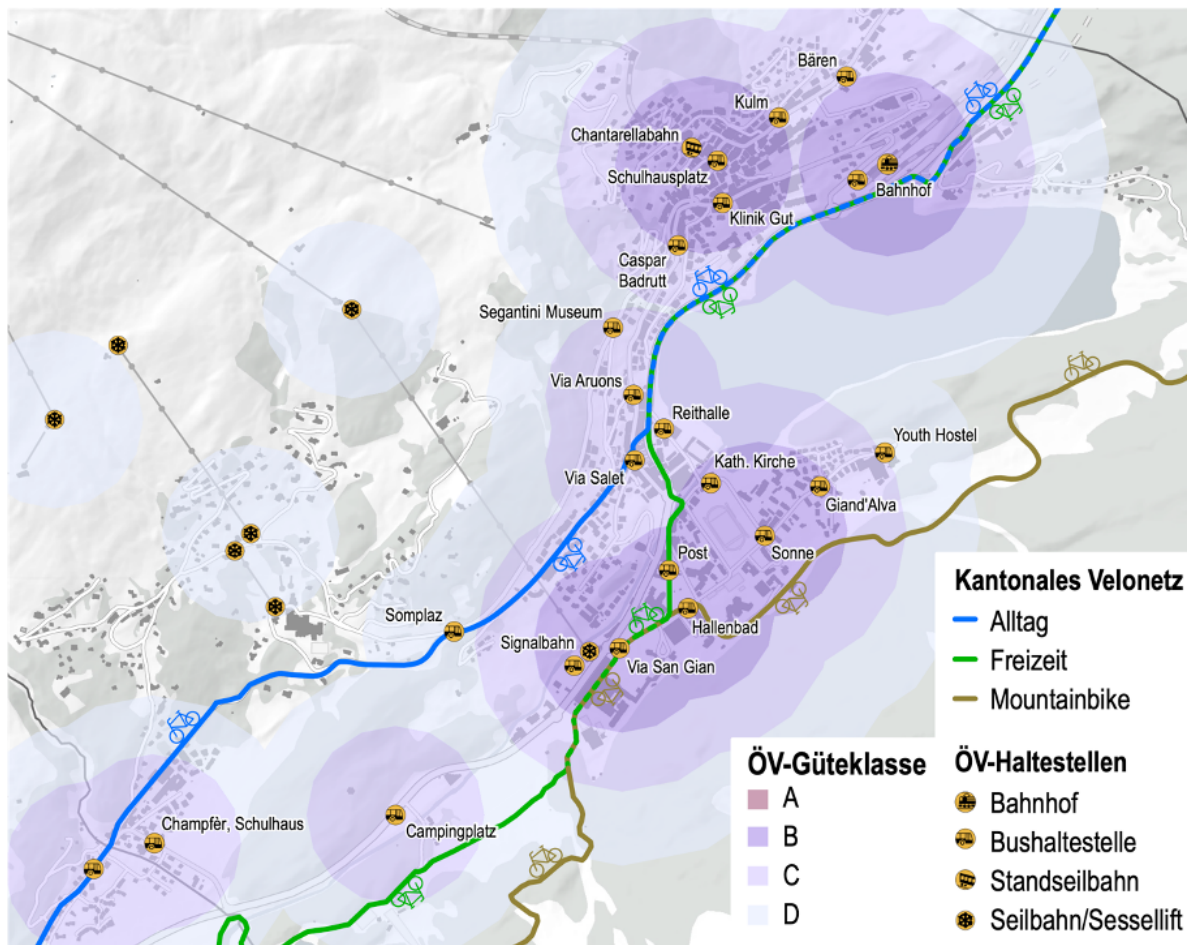 Bären
Kulm
Chantarellabahn
Schulhausplatz
Bahnhof
Klinik Gut
Caspar
Badrutt
Segantini Museum
Via Aruons
Reithalle
Youth Hostel
Kath. Kirche
Via Salet
Giand'Alva
Post
Sonne
Somplaz
Hallenbad
Signalbahn
Via San Gian
Champfèr, Schulhaus
Campingplatz
Kantonales Velonetz
Alltag
Freizeit
Mountainbike
ÖV-Güteklasse
A
B
C
D
ÖV-Haltestellen
Bahnhof
Bushaltestelle
Standseilbahn
Seilbahn/Sessellift